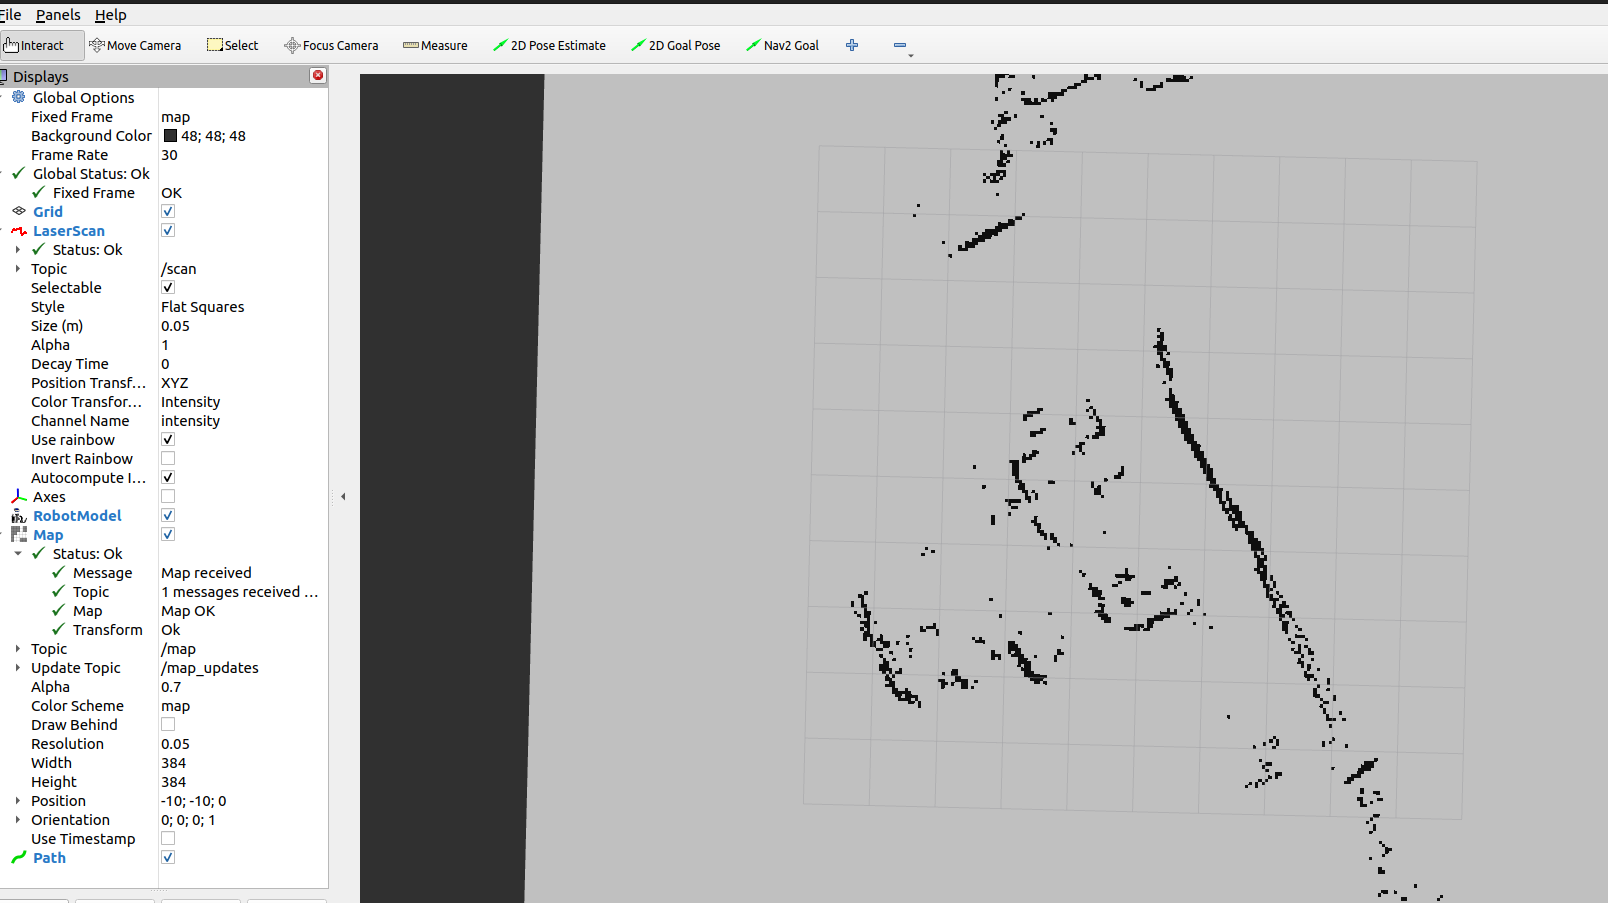 File Panels Help
Interact Move Camera Select Focus Camera Measure 2D Pose Estimate 2D Goal Pose Nav2 Goal
Displays
Global Options
Fixed Frame map
Background Color 48; 48; 48
Frame Rate 30
Global Status: Ok
Fixed Frame OK
Grid
LaserScan
Status: Ok
Topic /scan
Selectable
Style Flat Squares
Size (m) 0.05
Alpha 1
Decay Time 0
Position Transf... XYZ
Color Transfor... Intensity
Channel Name intensity
Use rainbow
Invert Rainbow
Autocompute I...
Axes
RobotModel
Map
Status: Ok
Message Map received
Topic 1 messages received ...
Map Map OK
Transform Ok
Topic /map
Update Topic /map_updates
Alpha 0.7
Color Scheme map
Draw Behind
Resolution 0.05
Width 384
Height 384
Position -10; -10; 0
Orientation 0; 0; 0; 1
Use Timestamp
Path